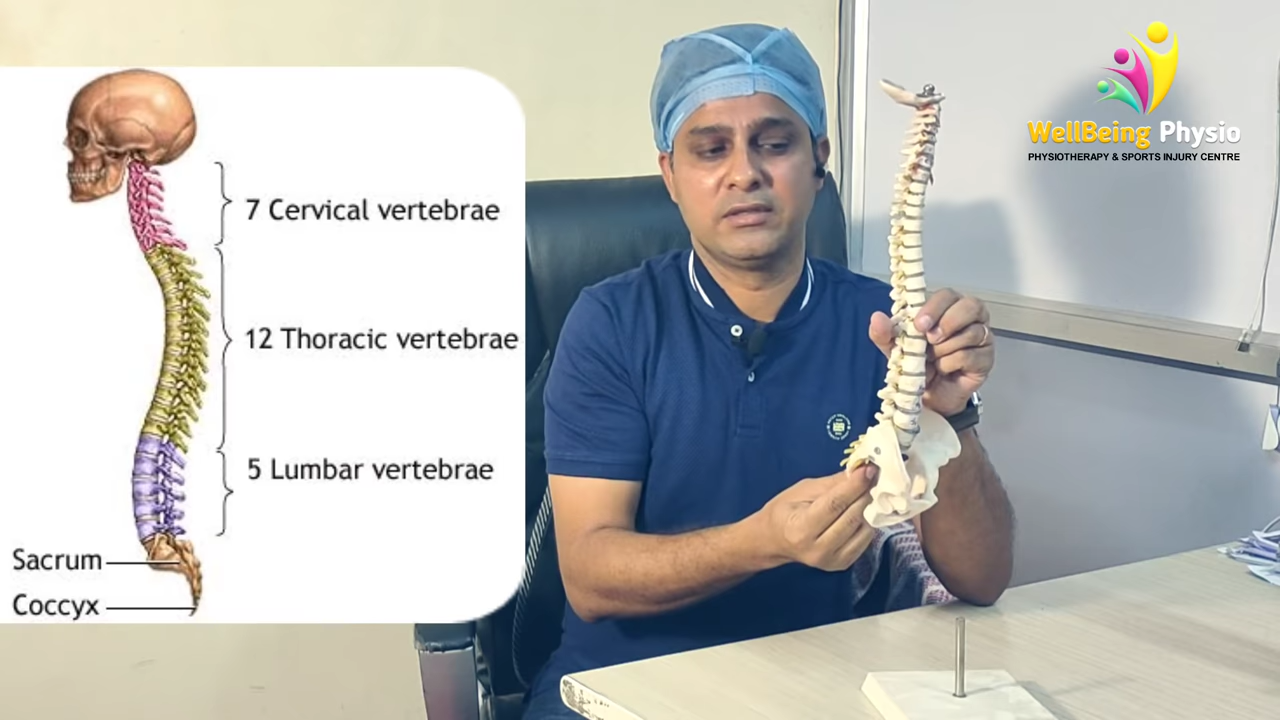 7 Cervical vertebrae
12 Thoracic vertebrae
5 Lumbar vertebrae
Sacrum
Coccyx
WellBeing Physio
PHYSIOTHERAPY & SPORTS INJURY CENTRE